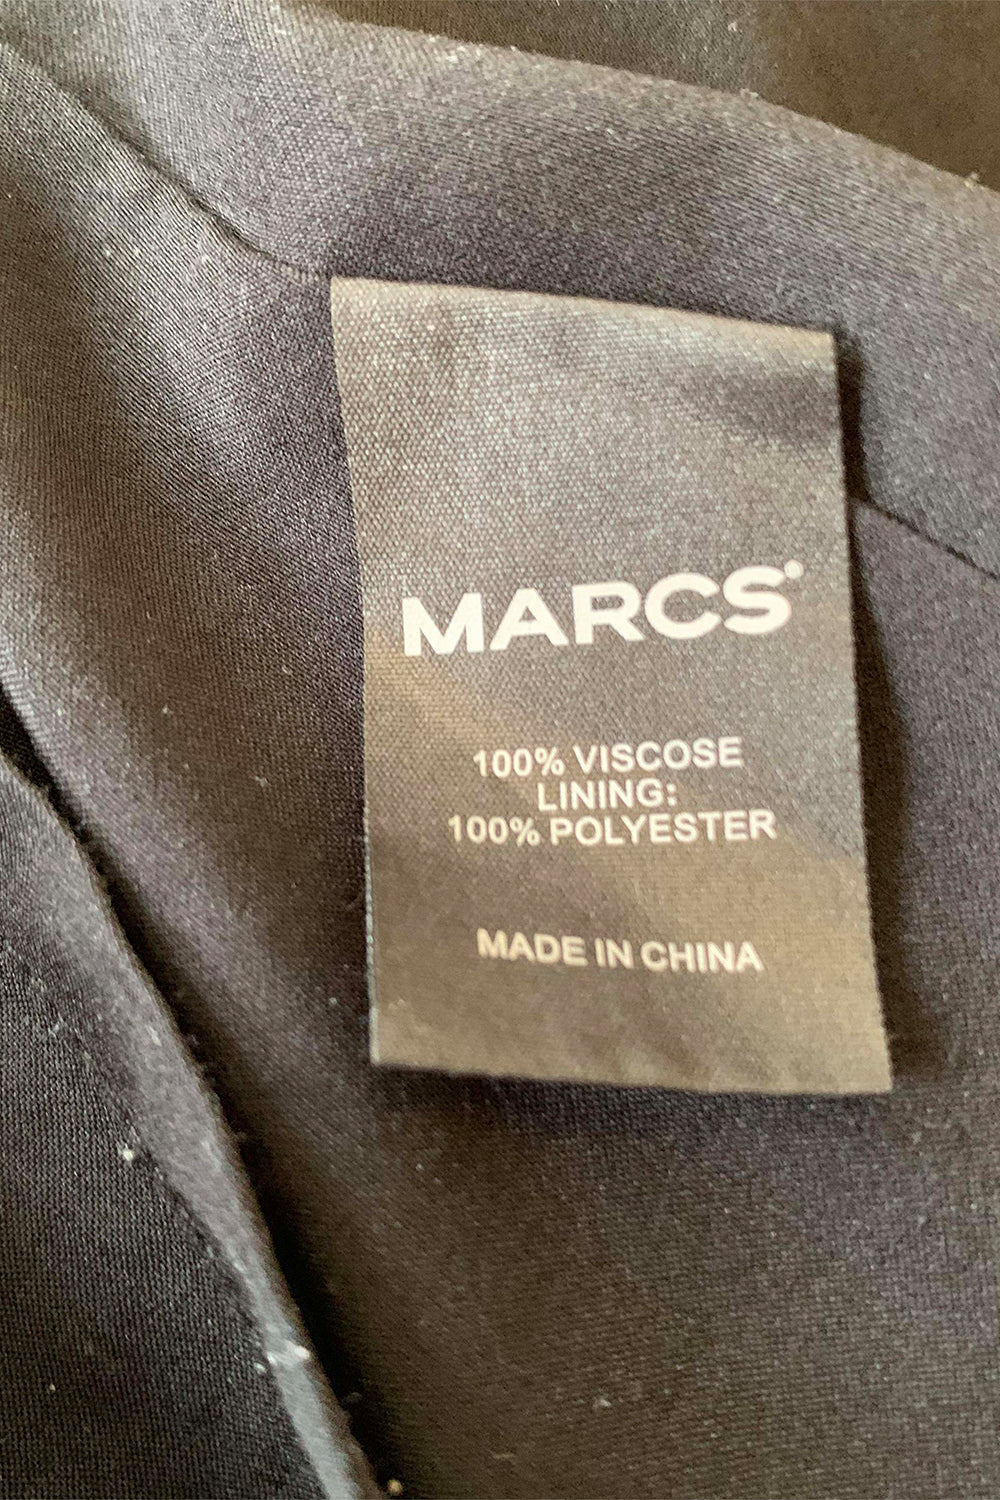 MARCS
100% VISCOSE
LINING:
100% POLYESTER
MADE IN CHINA